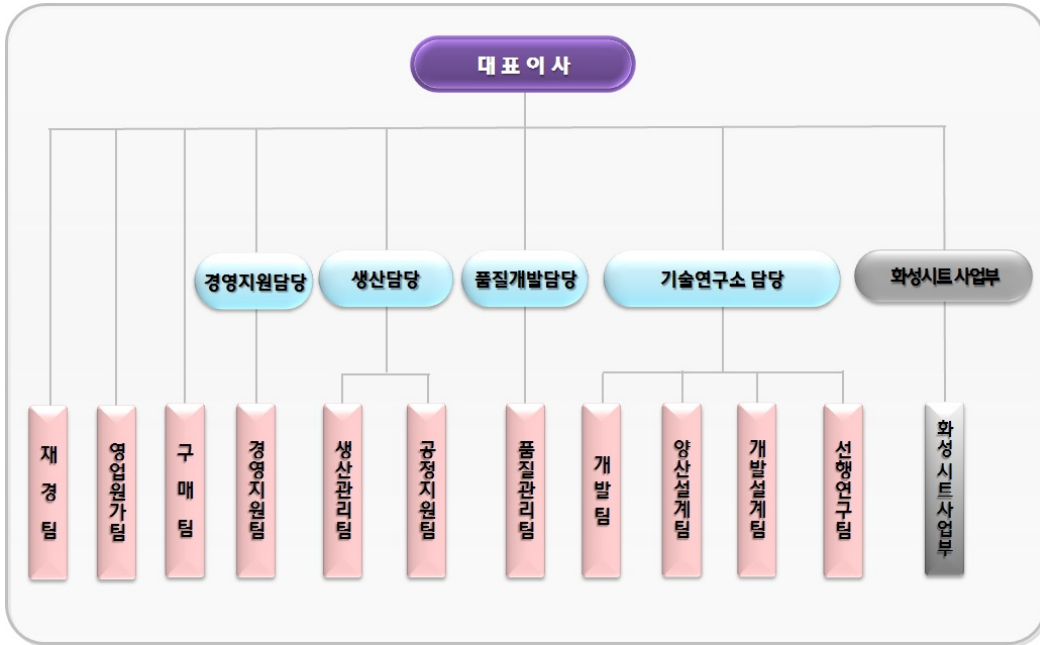 대표이사
경영지원담당
생산담당
품질개발담당
기술연구소 담당
화성시트 사업부
재경팀
영업원가팀
구매팀
경영지원팀
생산관리팀
공정지원팀
품질관리팀
개발팀
양산설계팀
개발설계팀
선행연구팀
화성시트사업부